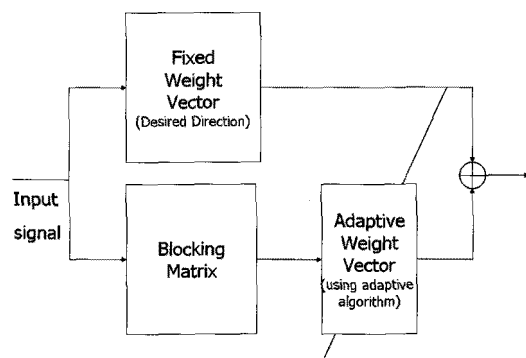 Fixed
Weight
Vector
(Desired Direction)
Input
signal
Blocking
Matrix
Adaptive
Weight
Vector
(using adaptive
algorithm)